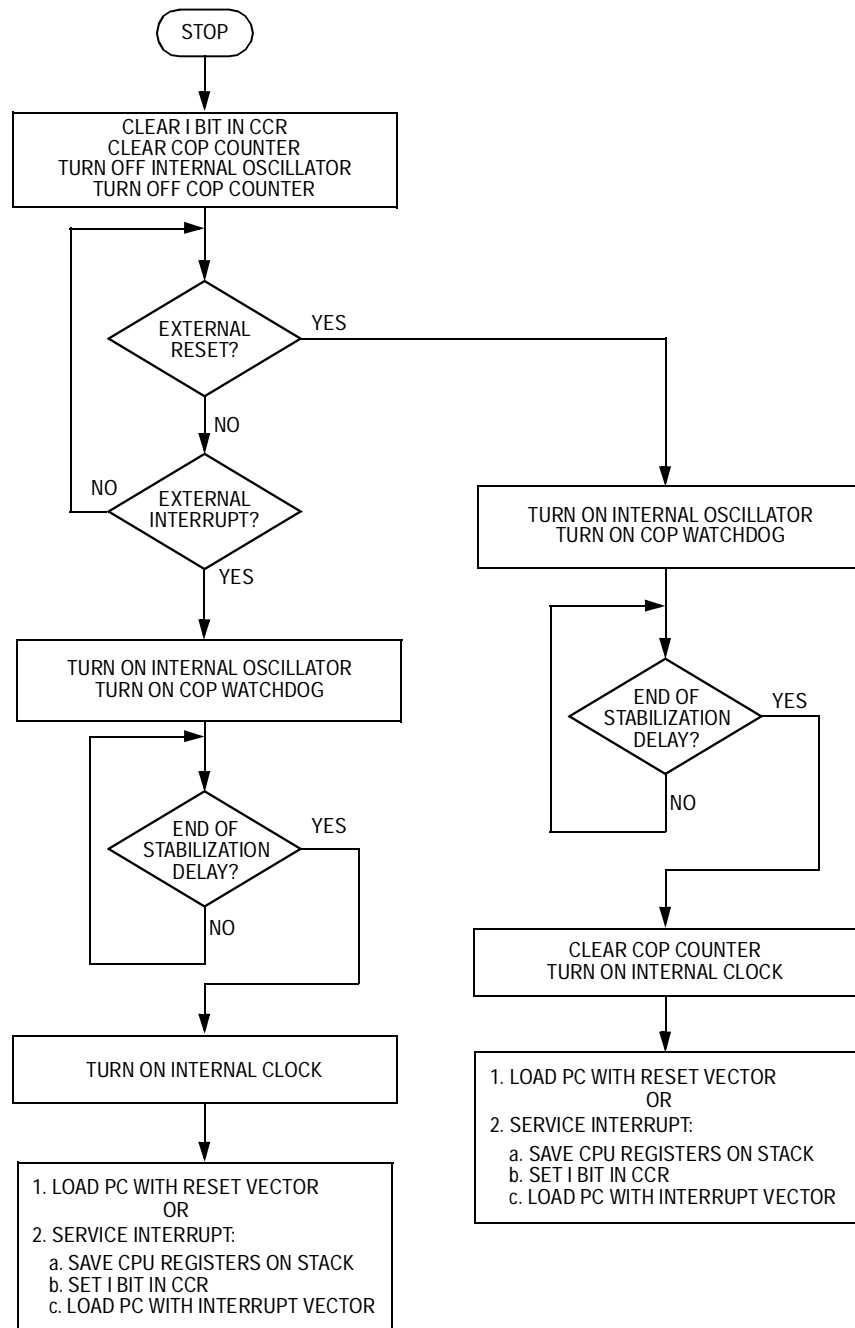 STOP
CLEAR I BIT IN CCR
CLEAR COP COUNTER
TURN OFF INTERNAL OSCILLATOR
TURN OFF COP COUNTER
EXTERNAL
RESET?
YES
NO
EXTERNAL
INTERRUPT?
NO
YES
TURN ON INTERNAL OSCILLATOR
TURN ON COP WATCHDOG
END OF
STABILIZATION
DELAY?
YES
NO
TURN ON INTERNAL CLOCK
1. LOAD PC WITH RESET VECTOR
OR
2. SERVICE INTERRUPT:
a. SAVE CPU REGISTERS ON STACK
b. SET I BIT IN CCR
c. LOAD PC WITH INTERRUPT VECTOR
TURN ON INTERNAL OSCILLATOR
TURN ON COP WATCHDOG
END OF
STABILIZATION
DELAY?
YES
NO
CLEAR COP COUNTER
TURN ON INTERNAL CLOCK
1. LOAD PC WITH RESET VECTOR
OR
2. SERVICE INTERRUPT:
a. SAVE CPU REGISTERS ON STACK
b. SET I BIT IN CCR
c. LOAD PC WITH INTERRUPT VECTOR